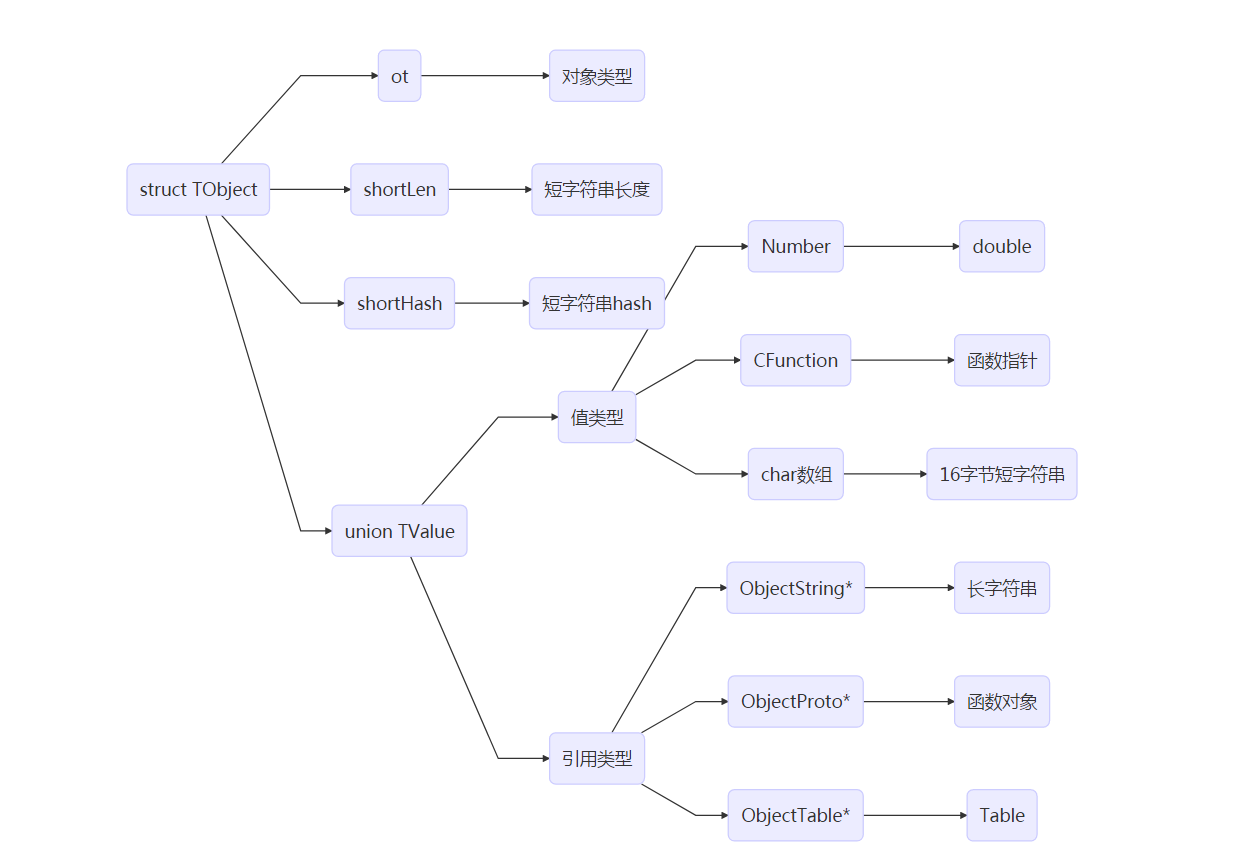 ot
对象类型
struct TObject
shortLen
短字符串长度
Number
double
shortHash
短字符串hash
CFunction
函数指针
值类型
char数组
16字节短字符串
union TValue
ObjectString*
长字符串
ObjectProto*
函数对象
引用类型
ObjectTable*
Table